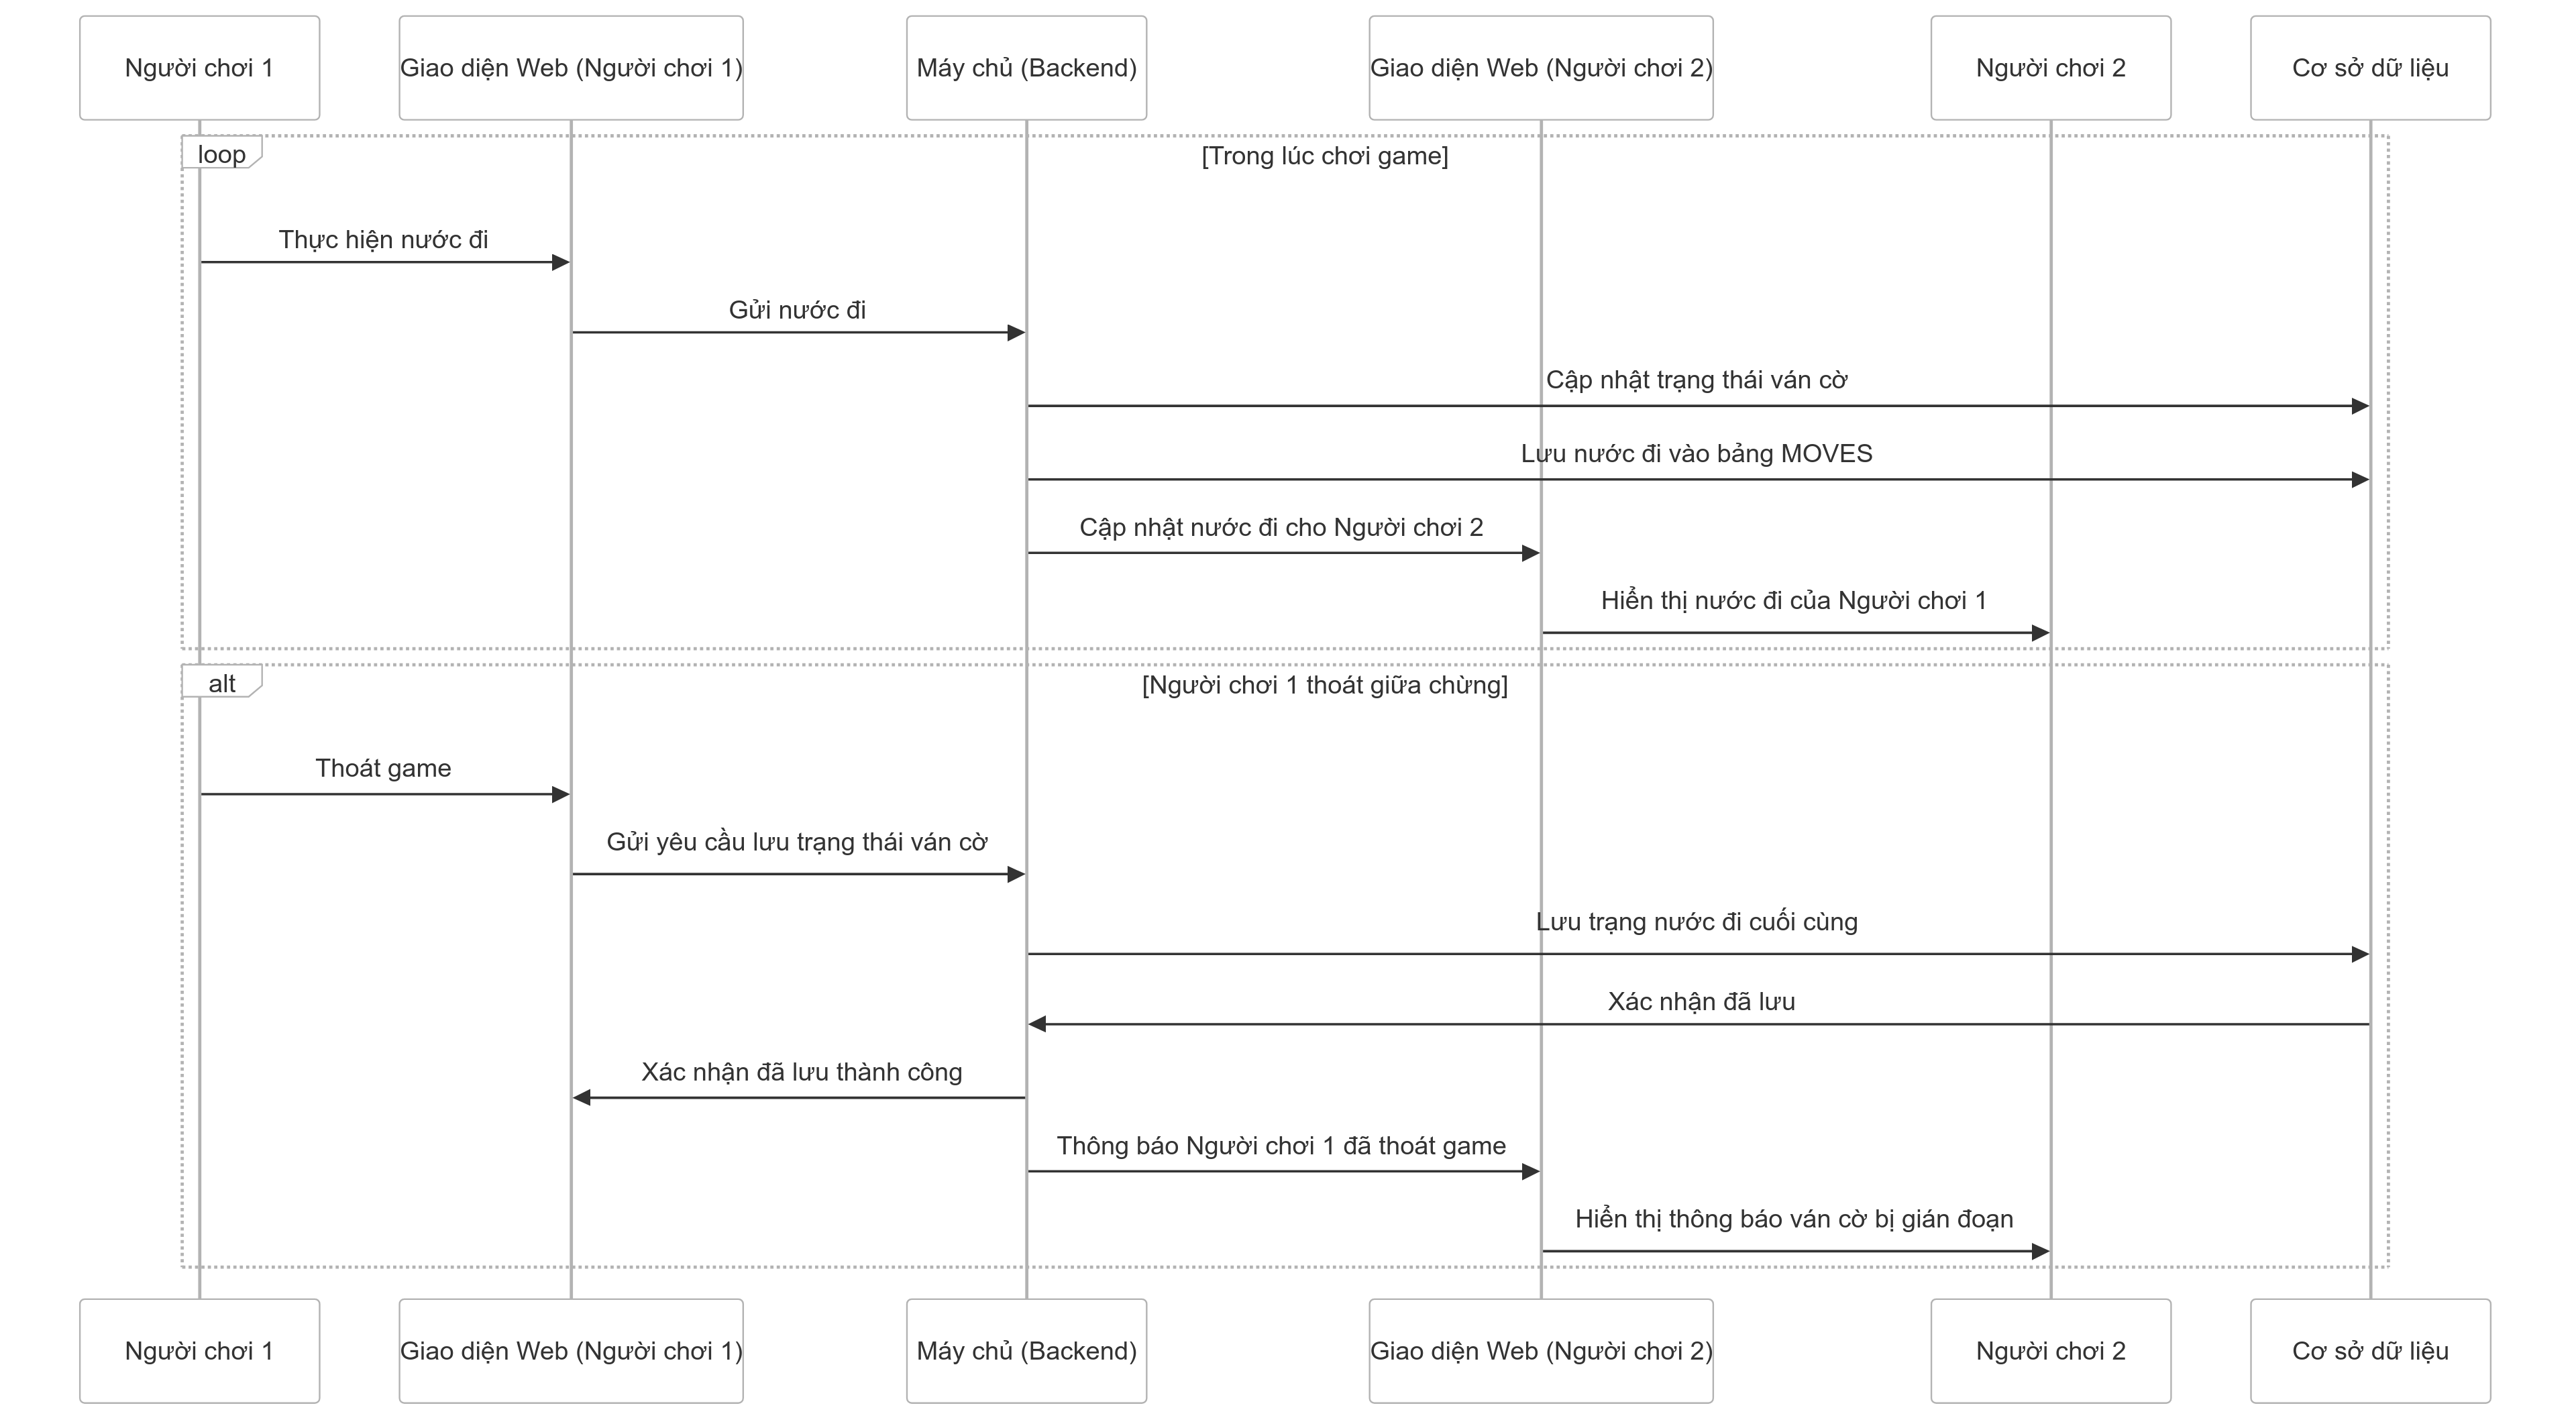 Người chơi 1
Giao diện Web (Người chơi 1)
Máy chủ (Backend)
Giao diện Web (Người chơi 2)
Người chơi 2
Cơ sở dữ liệu
loop
[Trong lúc chơi game]
Thực hiện nước đi
Gửi nước đi
Cập nhật trạng thái ván cờ
Lưu nước đi vào bảng MOVES
Cập nhật nước đi cho Người chơi 2
Hiển thị nước đi của Người chơi 1
alt
[Người chơi 1 thoát giữa chừng]
Thoát game
Gửi yêu cầu lưu trạng thái ván cờ
Lưu trạng nước đi cuối cùng
Xác nhận đã lưu
Xác nhận đã lưu thành công
Thông báo Người chơi 1 đã thoát game
Hiển thị thông báo ván cờ bị gián đoạn
Người chơi 1
Giao diện Web (Người chơi 1)
Máy chủ (Backend)
Giao diện Web (Người chơi 2)
Người chơi 2
Cơ sở dữ liệu